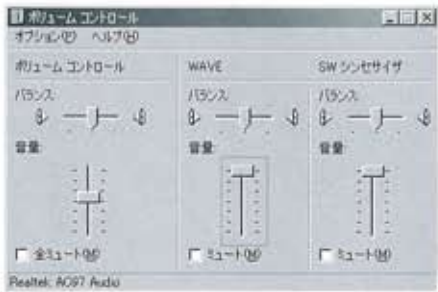 ボリューム コントロール
オプション(P) ヘルプ(H)
ボリューム コントロール
バランス
音量
全ミュート(M)
WAVE
バランス
音量
ミュート(M)
SW シンセサイザ
バランス
音量
ミュート(M)
Realtek AC97 Audio